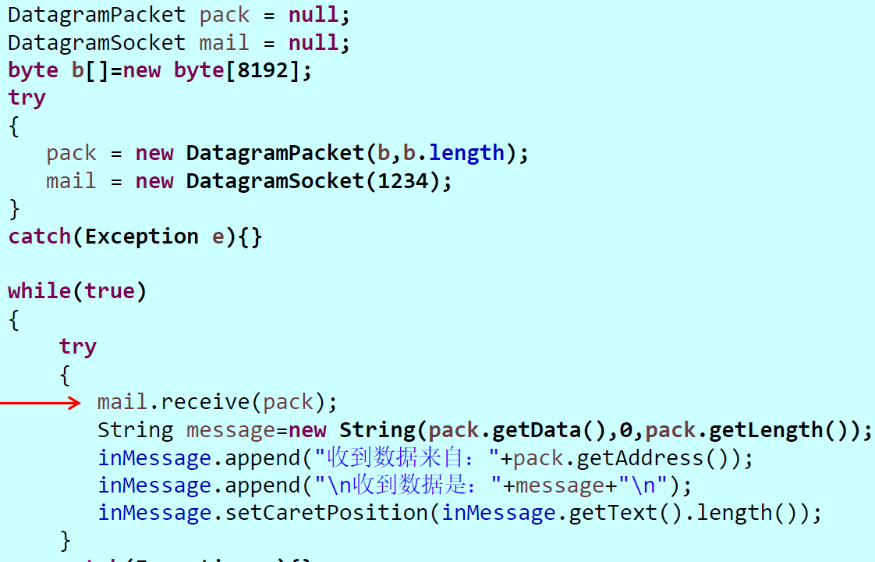 DatagramPacket pack = null;
DatagramSocket mail = null;
byte b[]=new byte[8192];
try
{
   pack = new DatagramPacket(b,b.length);
   mail = new DatagramSocket(1234);
}
catch(Exception e){}

while(true)
{
    try
    {
       mail.receive(pack);
       String message=new String(pack.getData(),0,pack.getLength());
       inMessage.append("收到数据来自："+pack.getAddress());
       inMessage.append("\n收到数据是："+message+"\n");
       inMessage.setCaretPosition(inMessage.getText().length());
    }